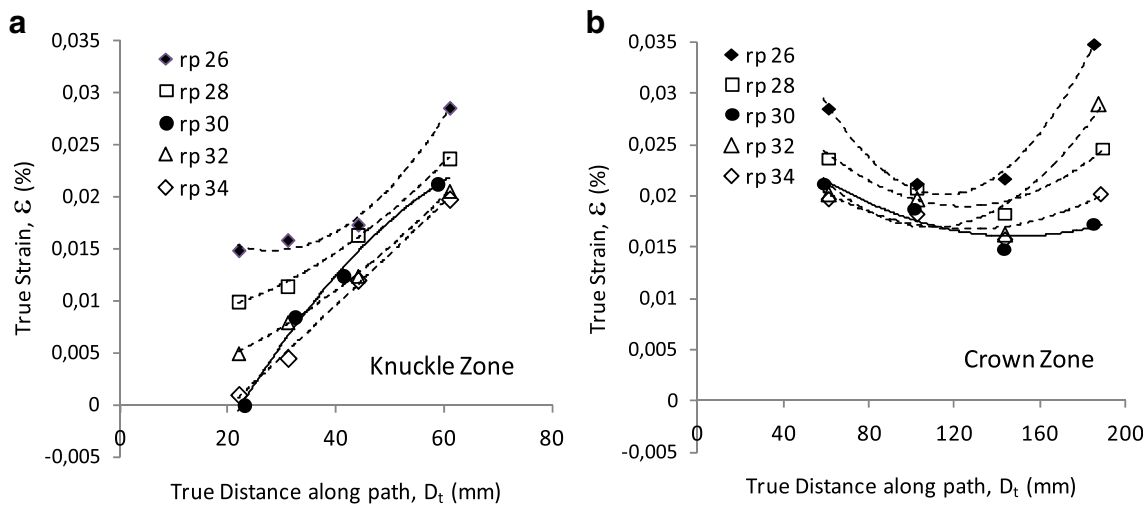 a
0,035
0,03
0,025
0,02
0,015
0,01
0,005
0
-0,005
0 20 40 60 80
True Strain, ε (%)
True Distance along path, Dt (mm)
rp 26
rp 28
rp 30
rp 32
rp 34
Knuckle Zone
b
0,035
0,03
0,025
0,02
0,015
0,01
0,005
0
-0,005
0 40 80 120 160 200
True Strain, ε (%)
True Distance along path, Dt (mm)
rp 26
rp 28
rp 30
rp 32
rp 34
Crown Zone